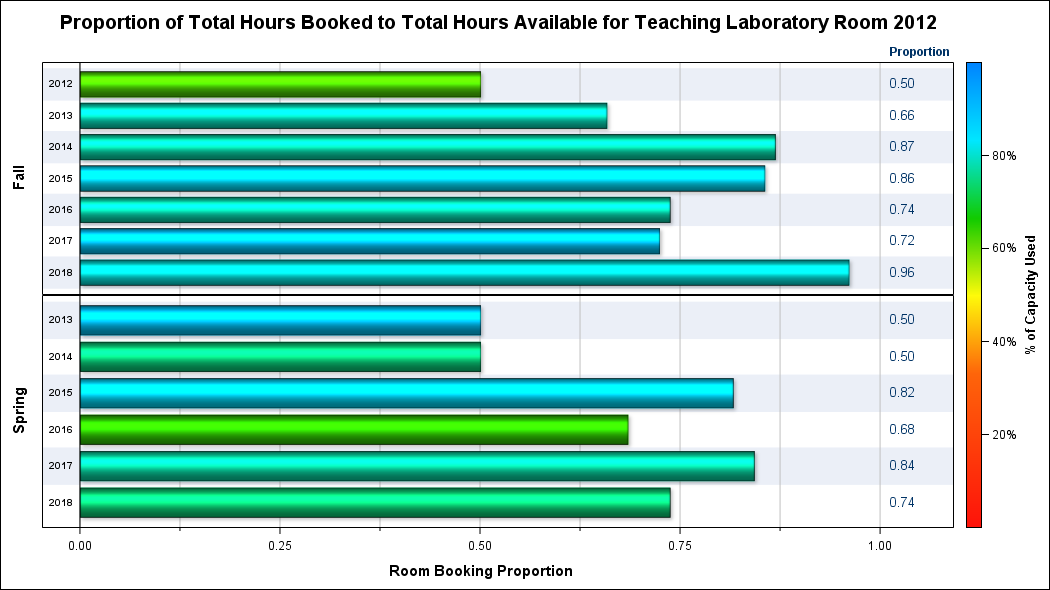 Proportion of Total Hours Booked to Total Hours Available for Teaching Laboratory Room 2012
Proportion
Fall
2012 0.50
2013 0.66
2014 0.87
2015 0.86
2016 0.74
2017 0.72
2018 0.96
Spring
2013 0.50
2014 0.50
2015 0.82
2016 0.68
2017 0.84
2018 0.74
0.00 0.25 0.50 0.75 1.00
Room Booking Proportion
80%
60%
40%
20%
% of Capacity Used